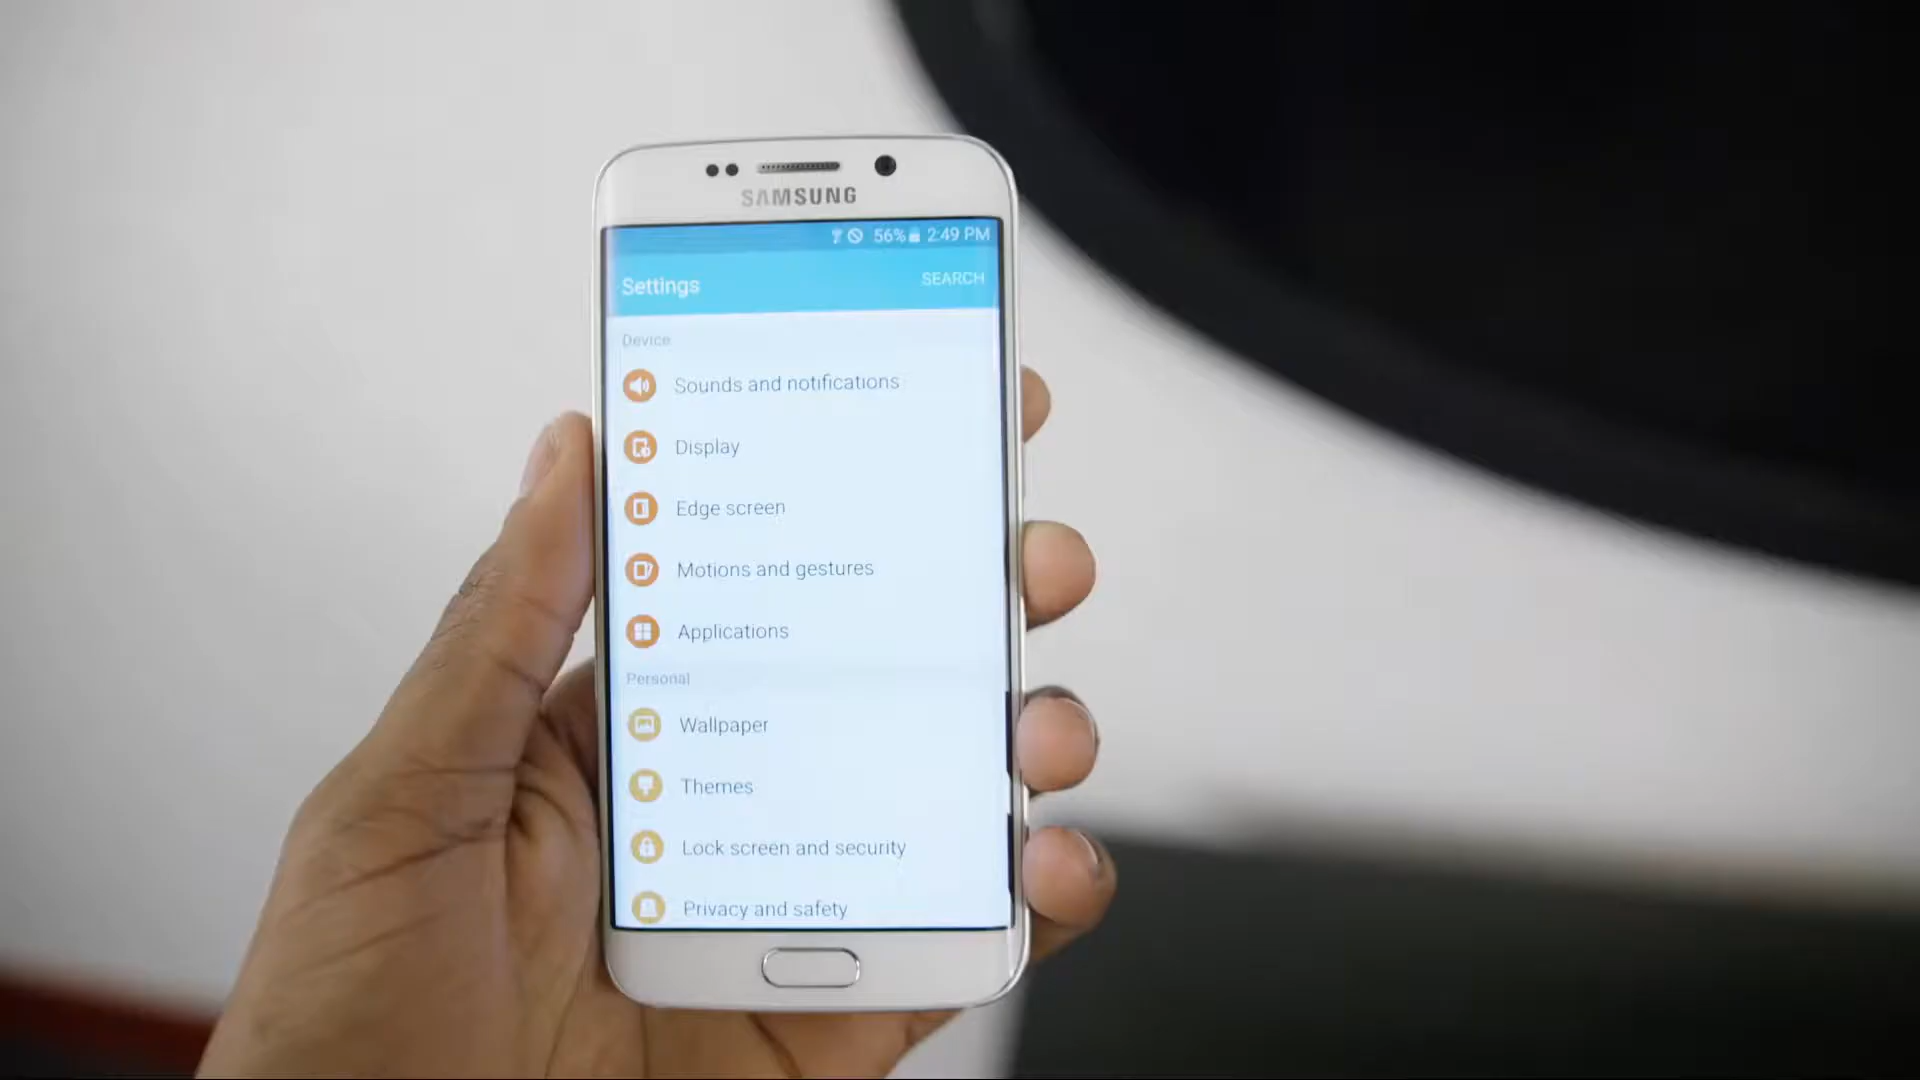 SAMSUNG
56% 2:49 PM
Settings
SEARCH
Device
Sounds and notifications
Display
Edge screen
Motions and gestures
Applications
Personal
Wallpaper
Themes
Lock screen and security
Privacy and safety